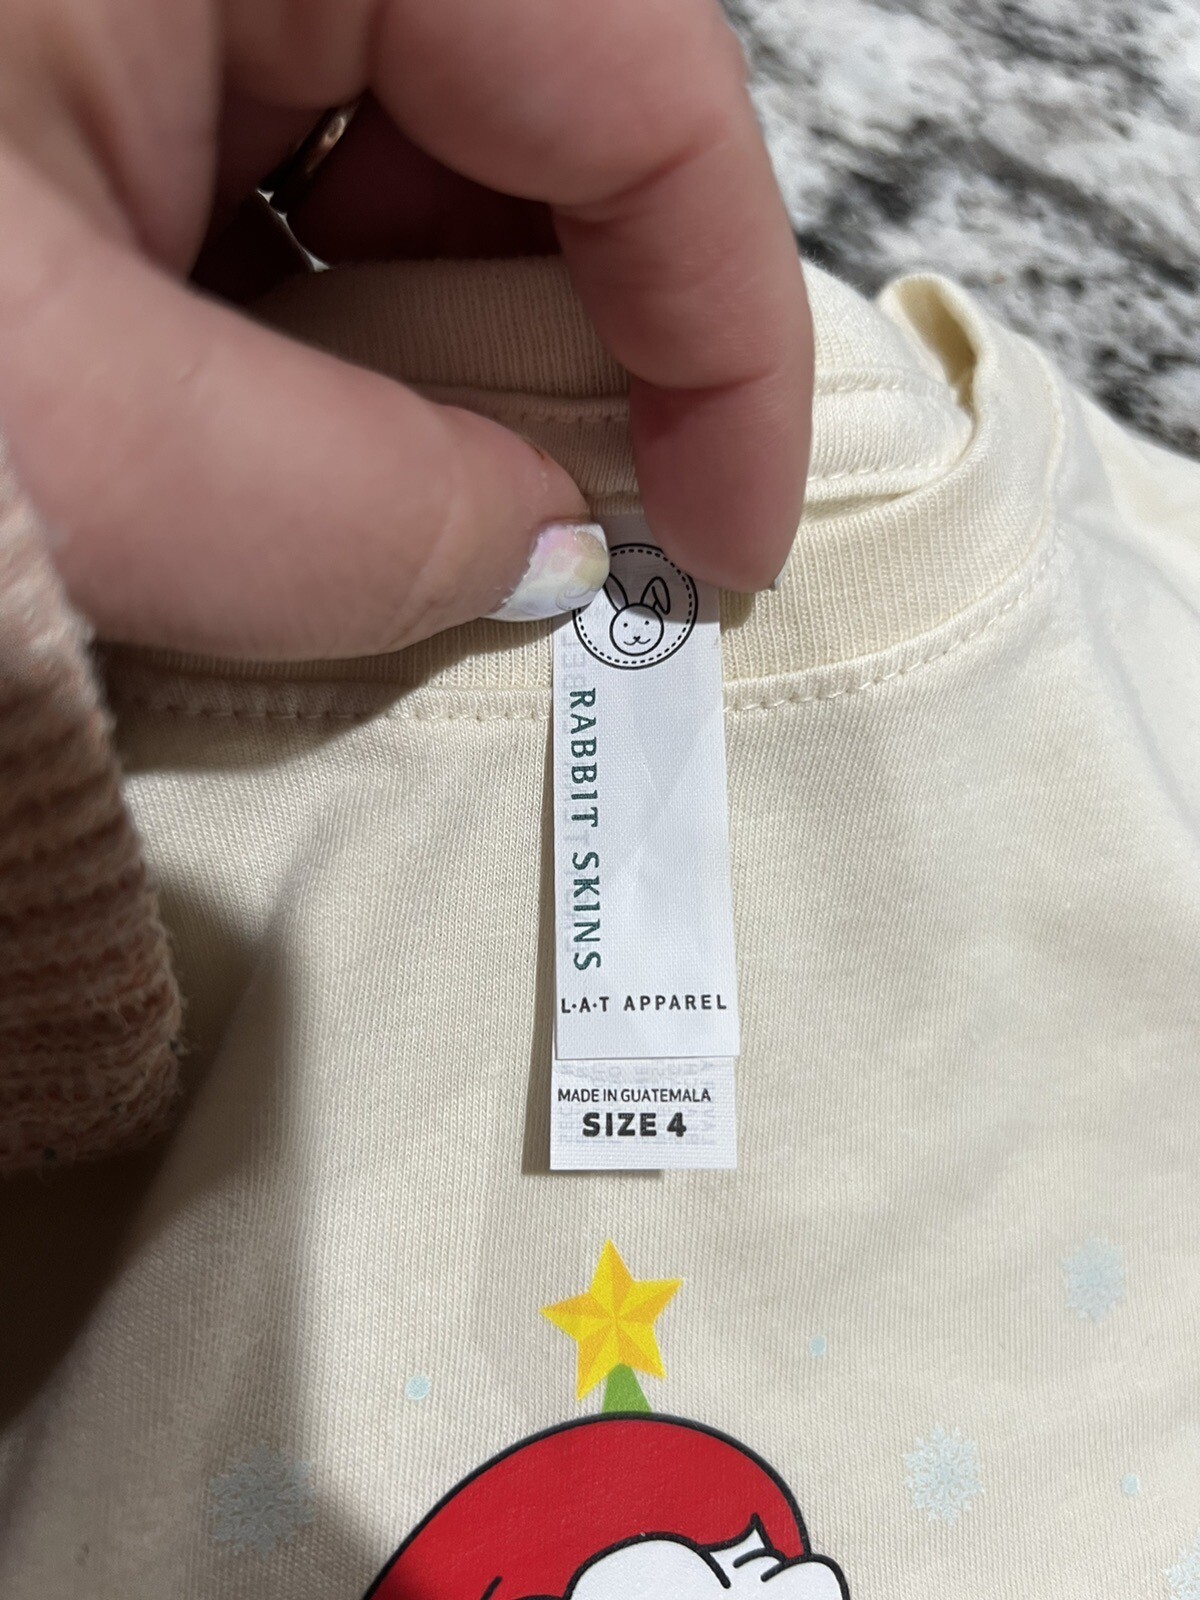 RABBIT SKINS
L·A·T APPAREL
MADE IN GUATEMALA
SIZE 4